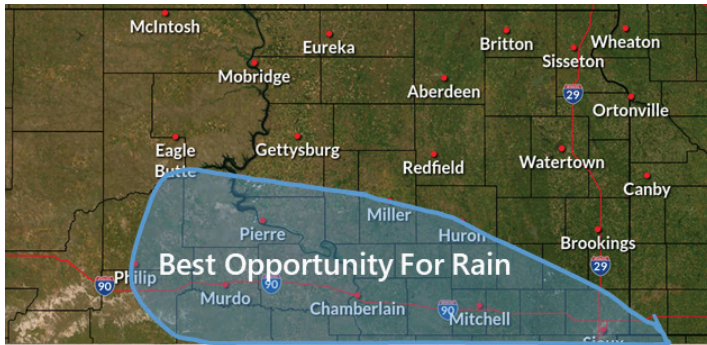 McIntosh
Eureka
Britton
Wheaton
Sisseton
Mobridge
Aberdeen
29
Ortonville
Eagle
Butte
Gettysburg
Redfield
Watertown
Canby
Miller
Pierre
Huron
Brookings
Best Opportunity For Rain
29
Philip
90
Murdo
90
Chamberlain
90
Mitchell
Sioux